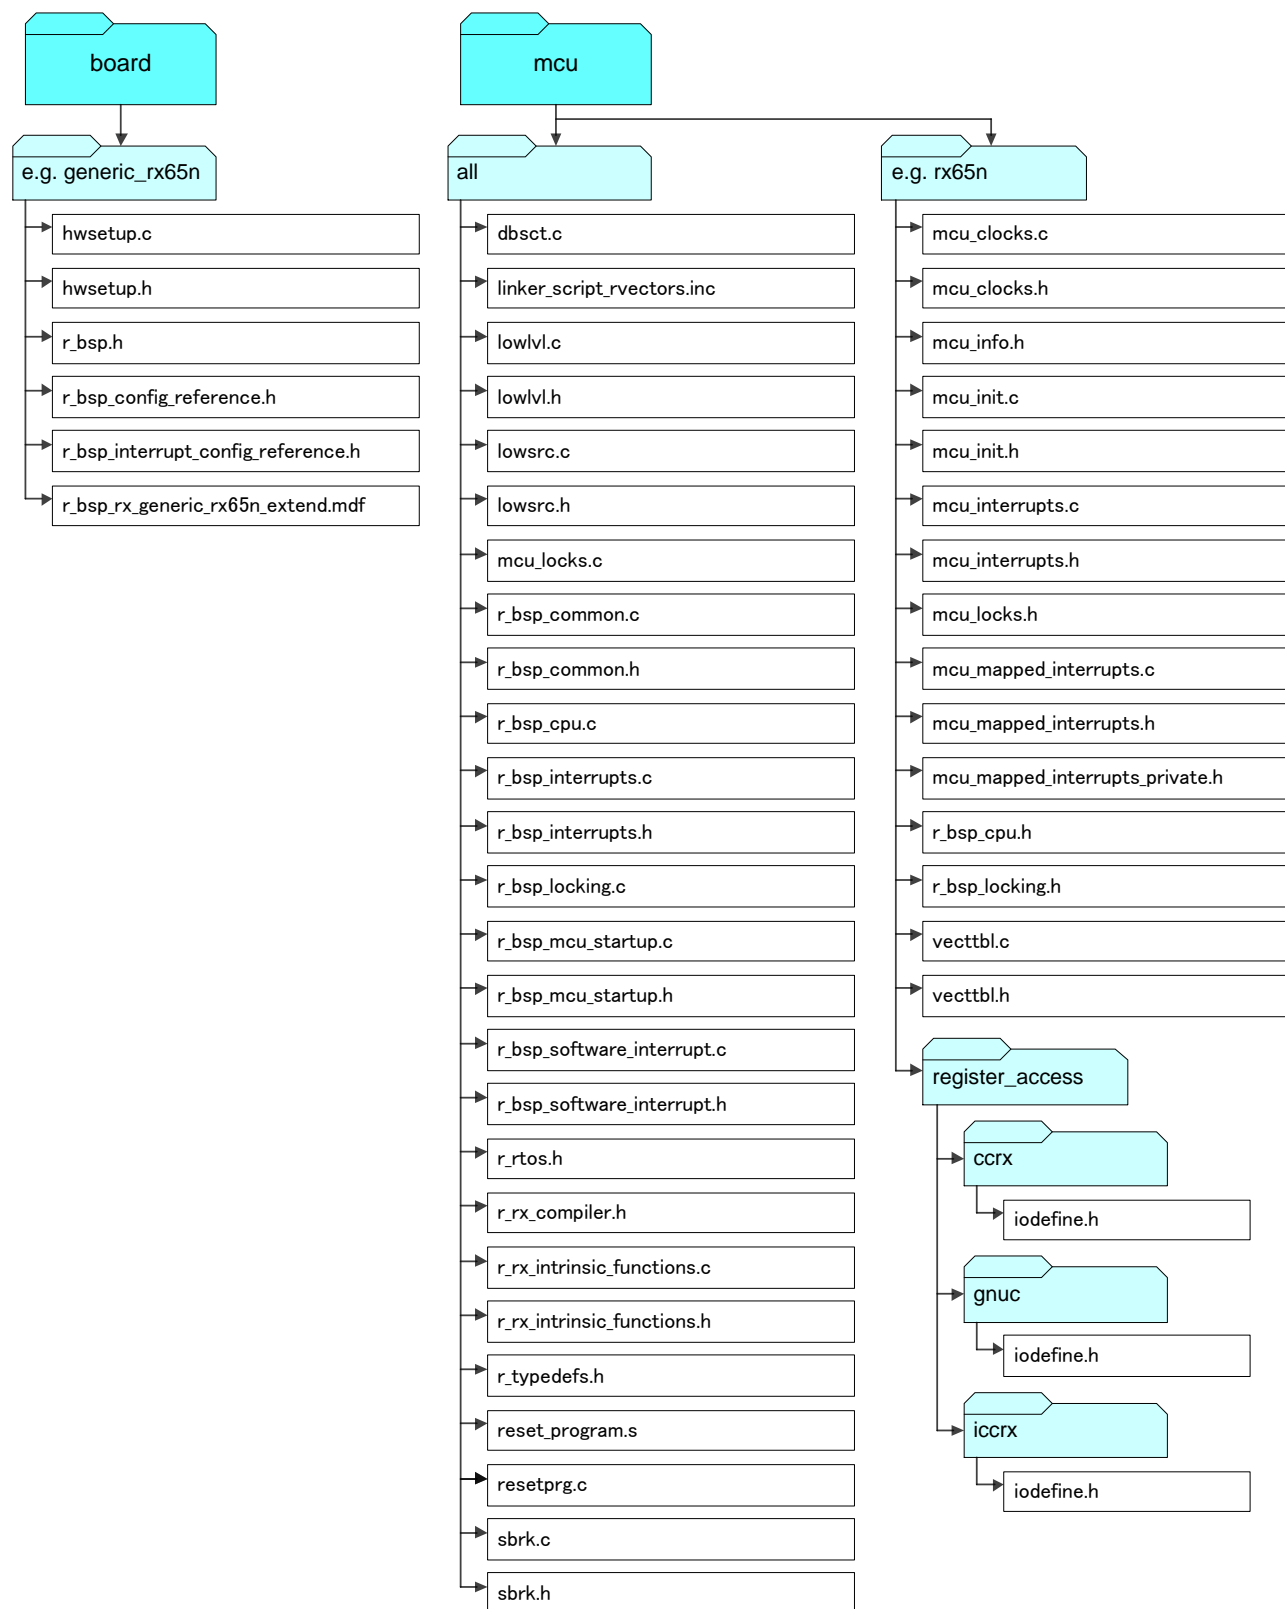 board
e.g. generic_rx65n
hwsetup.c
hwsetup.h
r_bsp.h
r_bsp_config_reference.h
r_bsp_interrupt_config_reference.h
r_bsp_rx_generic_rx65n_extend.mdf
mcu
all
dbsct.c
linker_script_rvectors.inc
lowlvl.c
lowlvl.h
lowsrc.c
lowsrc.h
mcu_locks.c
r_bsp_common.c
r_bsp_common.h
r_bsp_cpu.c
r_bsp_interrupts.c
r_bsp_interrupts.h
r_bsp_locking.c
r_bsp_mcu_startup.c
r_bsp_mcu_startup.h
r_bsp_software_interrupt.c
r_bsp_software_interrupt.h
r_rtos.h
r_rx_compiler.h
r_rx_intrinsic_functions.c
r_rx_intrinsic_functions.h
r_typedefs.h
reset_program.s
resetprg.c
sbrk.c
sbrk.h
e.g. rx65n
mcu_clocks.c
mcu_clocks.h
mcu_info.h
mcu_init.c
mcu_init.h
mcu_interrupts.c
mcu_interrupts.h
mcu_locks.h
mcu_mapped_interrupts.c
mcu_mapped_interrupts.h
mcu_mapped_interrupts_private.h
r_bsp_cpu.h
r_bsp_locking.h
vecttbl.c
vecttbl.h
register_access
ccrx
iodefine.h
gnuc
iodefine.h
iccrx
iodefine.h